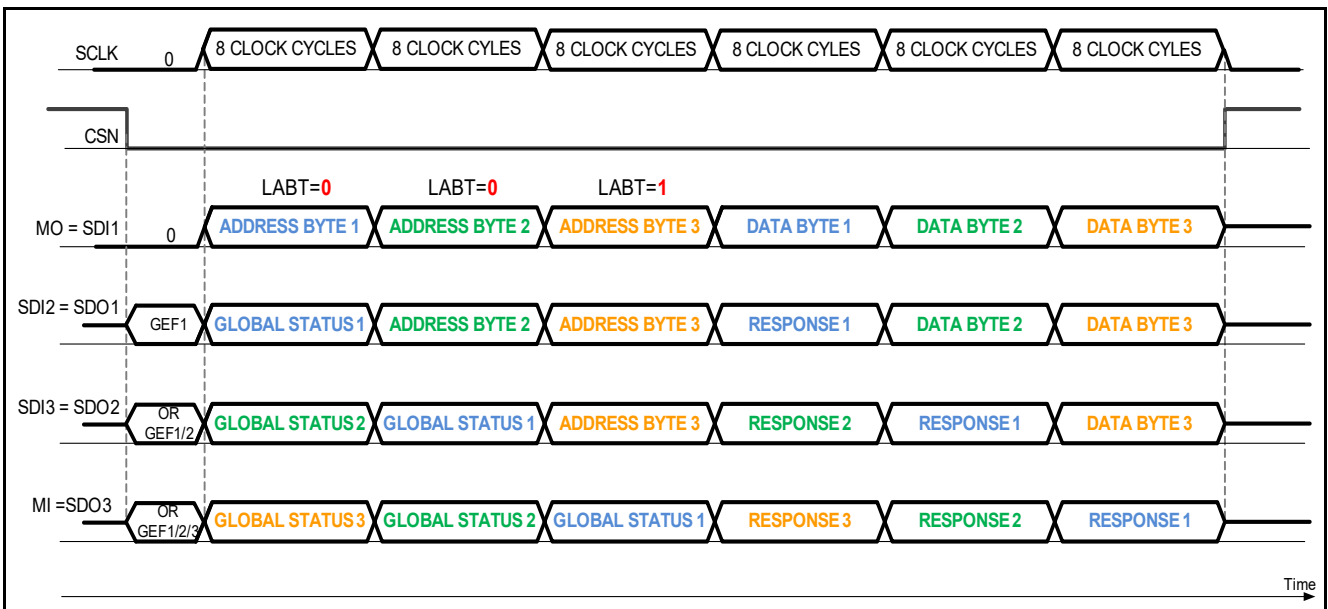 SCLK 0 8 CLOCK CYCLES 8 CLOCK CYLES 8 CLOCK CYCLES 8 CLOCK CYLES 8 CLOCK CYCLES 8 CLOCK CYLES
CSN
LABT=0 LABT=0 LABT=1
MO = SDI1 0 ADDRESS BYTE 1 ADDRESS BYTE 2 ADDRESS BYTE 3 DATA BYTE 1 DATA BYTE 2 DATA BYTE 3
SDI2 = SDO1 GEF1 GLOBAL STATUS 1 ADDRESS BYTE 2 ADDRESS BYTE 3 RESPONSE 1 DATA BYTE 2 DATA BYTE 3
SDI3 = SDO2 OR GEF1/2 GLOBAL STATUS 2 GLOBAL STATUS 1 ADDRESS BYTE 3 RESPONSE 2 RESPONSE 1 DATA BYTE 3
MI =SDO3 OR GEF1/2/3 GLOBAL STATUS 3 GLOBAL STATUS 2 GLOBAL STATUS 1 RESPONSE 3 RESPONSE 2 RESPONSE 1
Time